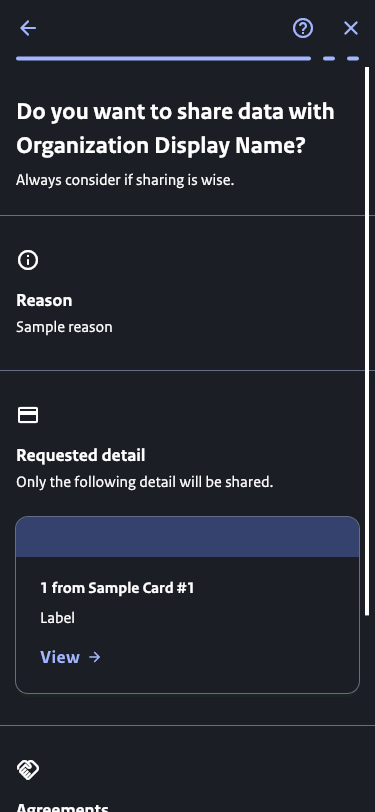 Do you want to share data with
Organization Display Name?
Always consider if sharing is wise.
Reason
Sample reason
Requested detail
Only the following detail will be shared.
1 from Sample Card #1
Label
View
Agreements